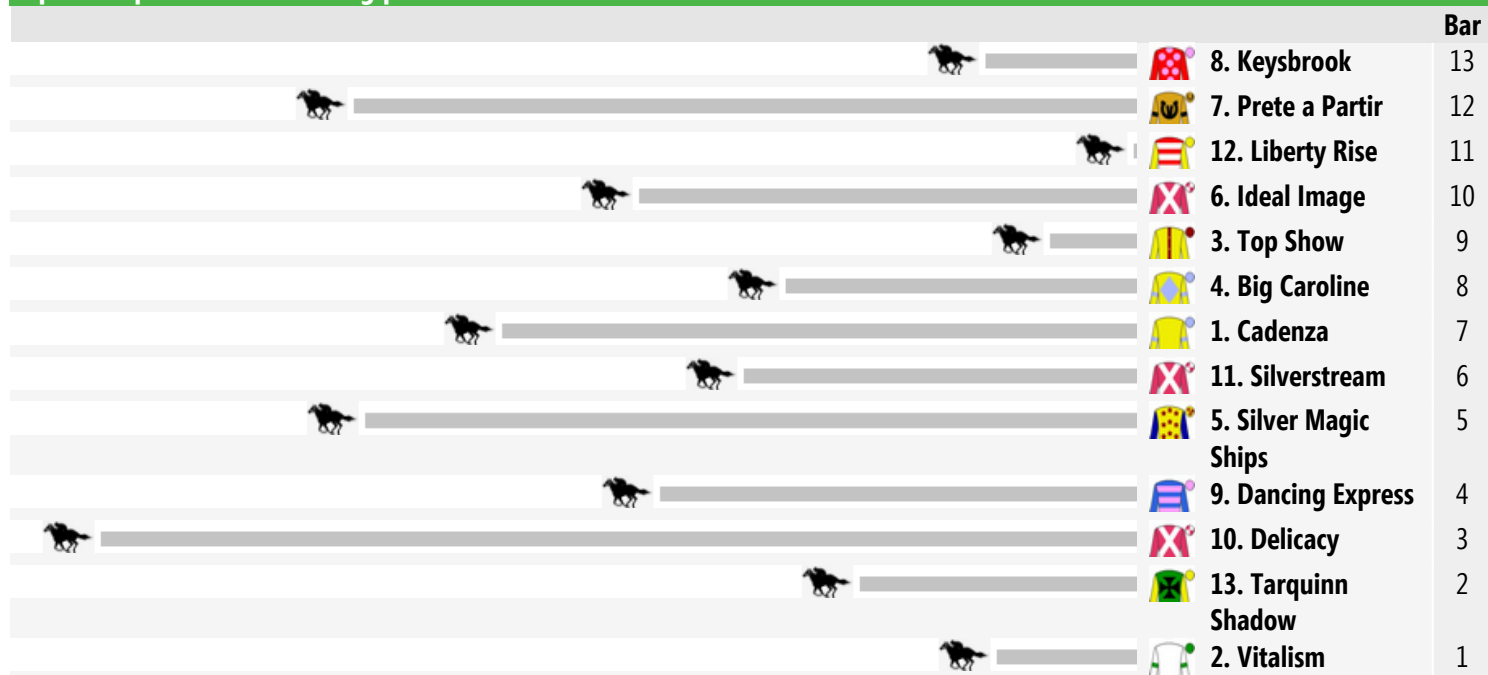 Bar
8. Keysbrook 13
7. Prete a Partir 12
12. Liberty Rise 11
6. Ideal Image 10
3. Top Show 9
4. Big Caroline 8
1. Cadenza 7
11. Silverstream 6
5. Silver Magic 5
Ships
9. Dancing Express 4
10. Delicacy 3
13. Tarquinn 2
Shadow
2. Vitalism 1